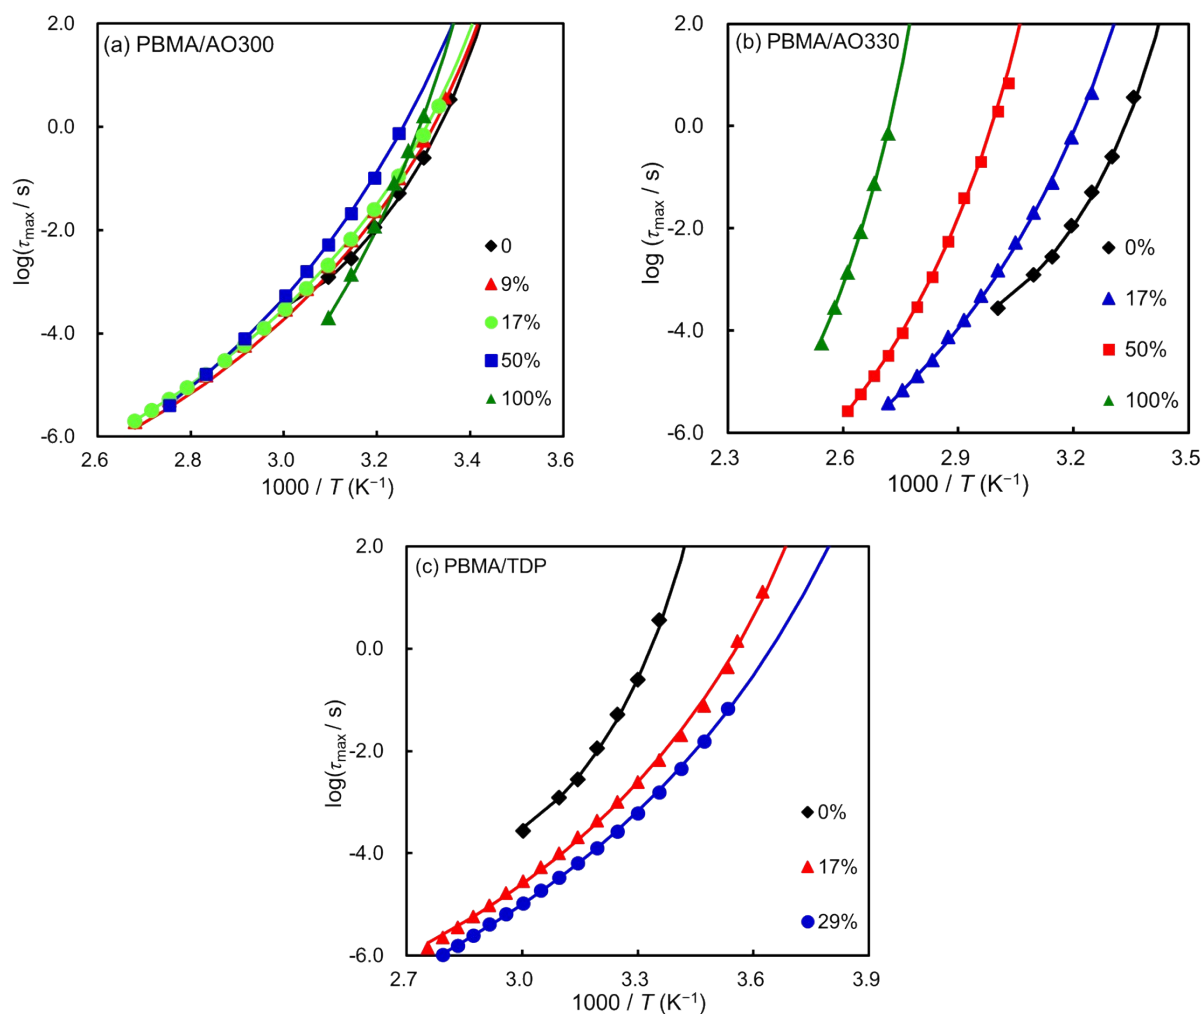 (a) PBMA/AO300
2.0
0.0
-2.0
-4.0
-6.0
log(τmax / s)
0
9%
17%
50%
100%
2.6 2.8 3.0 3.2 3.4 3.6
1000 / T (K⁻¹)
(b) PBMA/AO330
2.0
0.0
-2.0
-4.0
-6.0
log (τmax / s)
0%
17%
50%
100%
2.3 2.6 2.9 3.2 3.5
1000 / T (K⁻¹)
(c) PBMA/TDP
2.0
0.0
-2.0
-4.0
-6.0
log(τmax / s)
0%
17%
29%
2.7 3.0 3.3 3.6 3.9
1000 / T (K⁻¹)